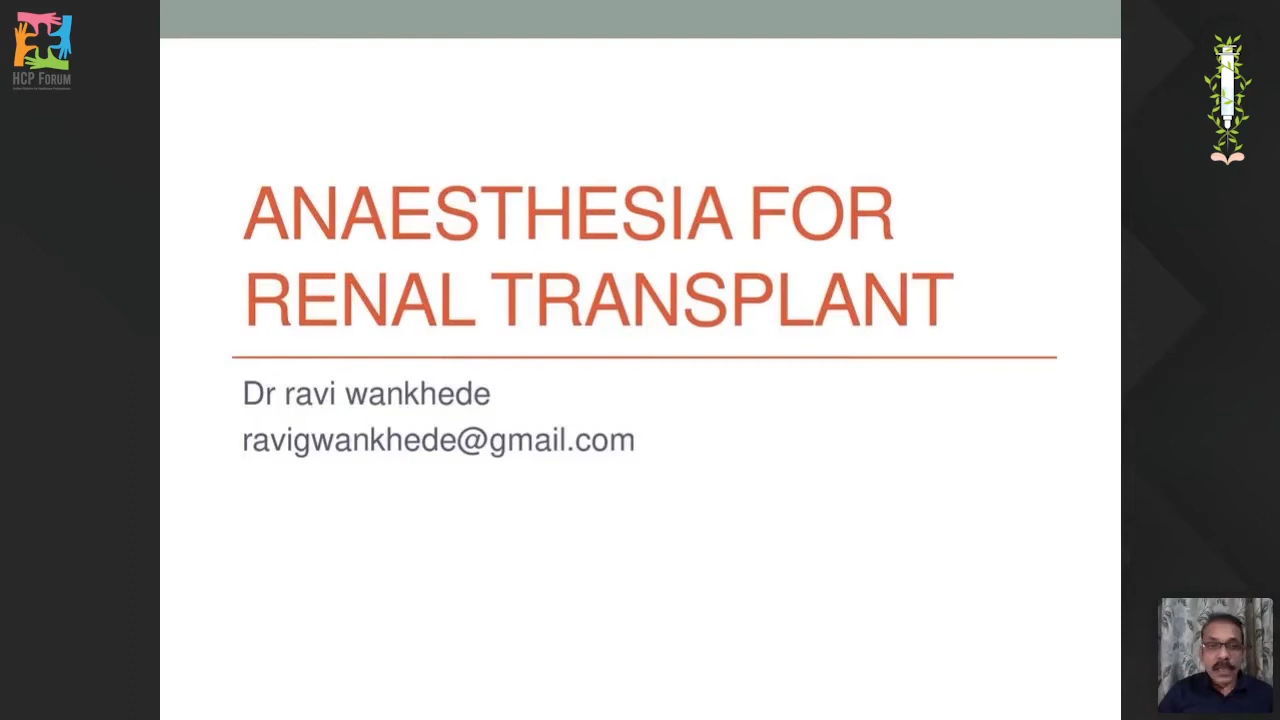 HCP FORUM
ANAESTHESIA FOR
RENAL TRANSPLANT
Dr ravi wankhede
ravigwankhede@gmail.com